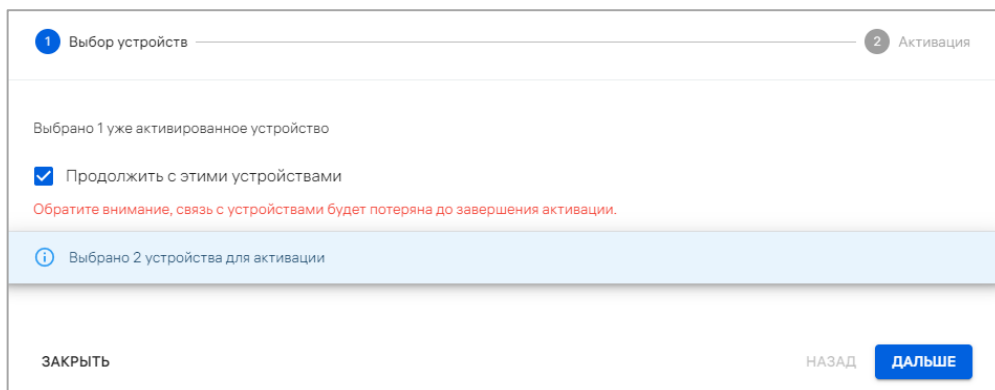 1 Выбор устройств 2 Активация
Выбрано 1 уже активированное устройство
Продолжить с этими устройствами
Обратите внимание, связь с устройствами будет потеряна до завершения активации.
Выбрано 2 устройства для активации
ЗАКРЫТЬ НАЗАД ДАЛЬШЕ